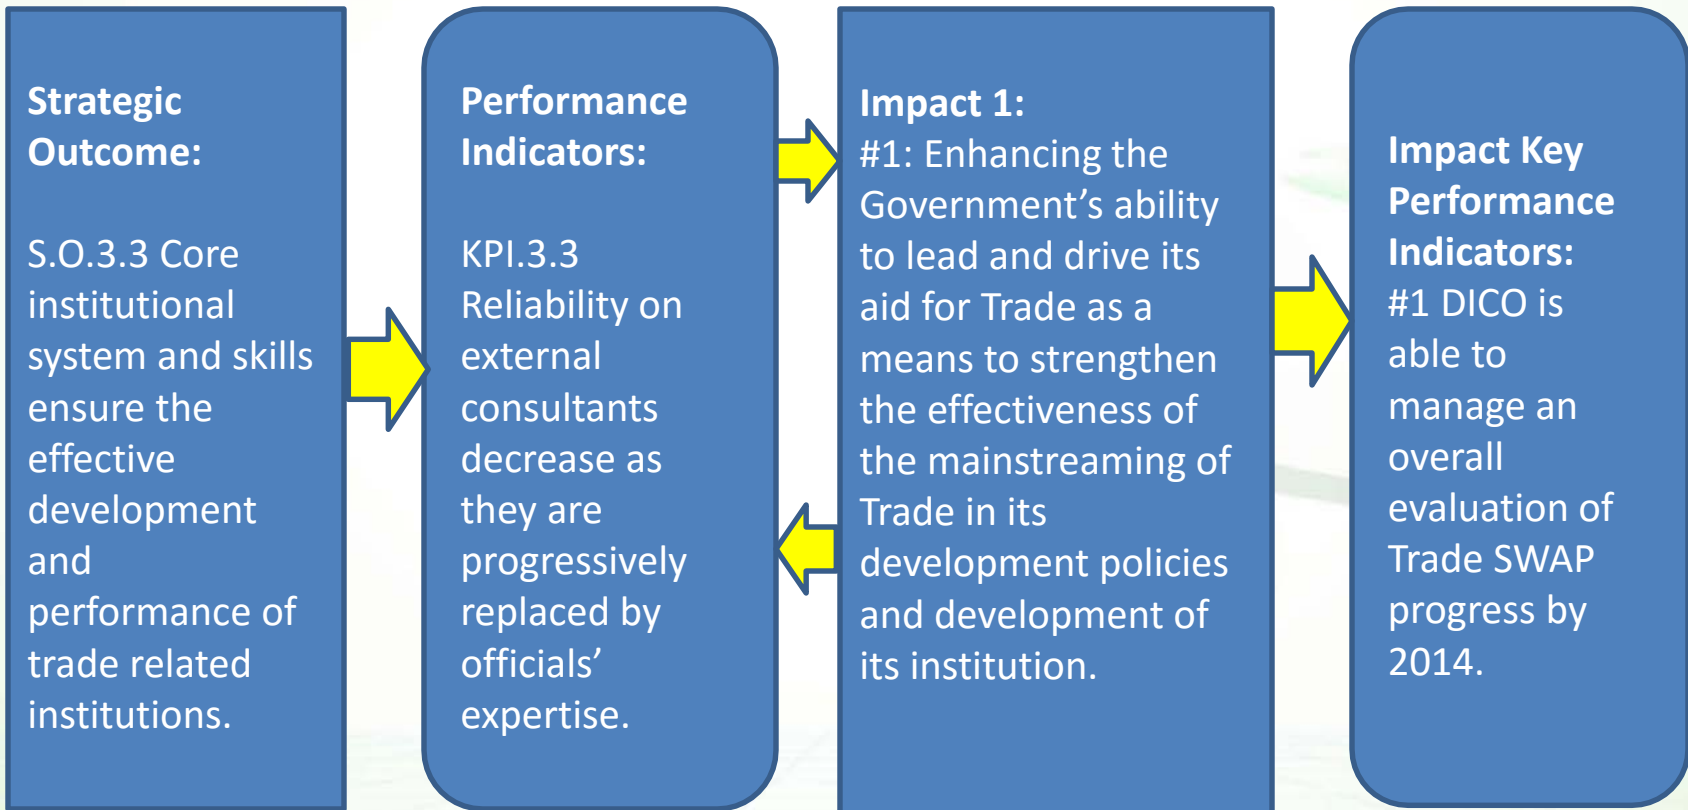 Strategic
Outcome:
S.O.3.3 Core
institutional
system and skills
ensure the
effective
development
and
performance of
trade related
institutions.
Performance
Indicators:
KPI.3.3
Reliability on
external
consultants
decrease as
they are
progressively
replaced by
officials’
expertise.
Impact 1:
#1: Enhancing the
Government’s ability
to lead and drive its
aid for Trade as a
means to strengthen
the effectiveness of
the mainstreaming of
Trade in its
development policies
and development of
its institution.
Impact Key
Performance
Indicators:
#1 DICO is
able to
manage an
overall
evaluation of
Trade SWAP
progress by
2014.